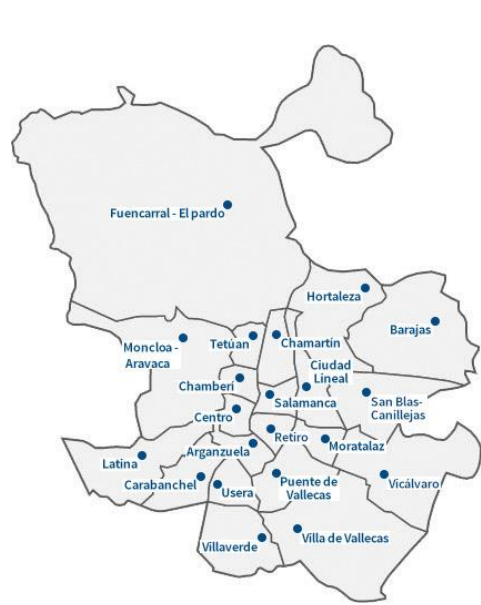 Fuencarral - El pardo
Hortaleza
Barajas
Moncloa -
Aravaca
Tetúan
Chamartín
Ciudad
Líneal
Chamberí
Salamanca
San Blas-
Canillejas
Centro
Retiro
Moratalaz
Arganzuela
Latina
Carabanchel
Usera
Puente de
Vallecas
Vicálvaro
Villaverde
Villa de Vallecas